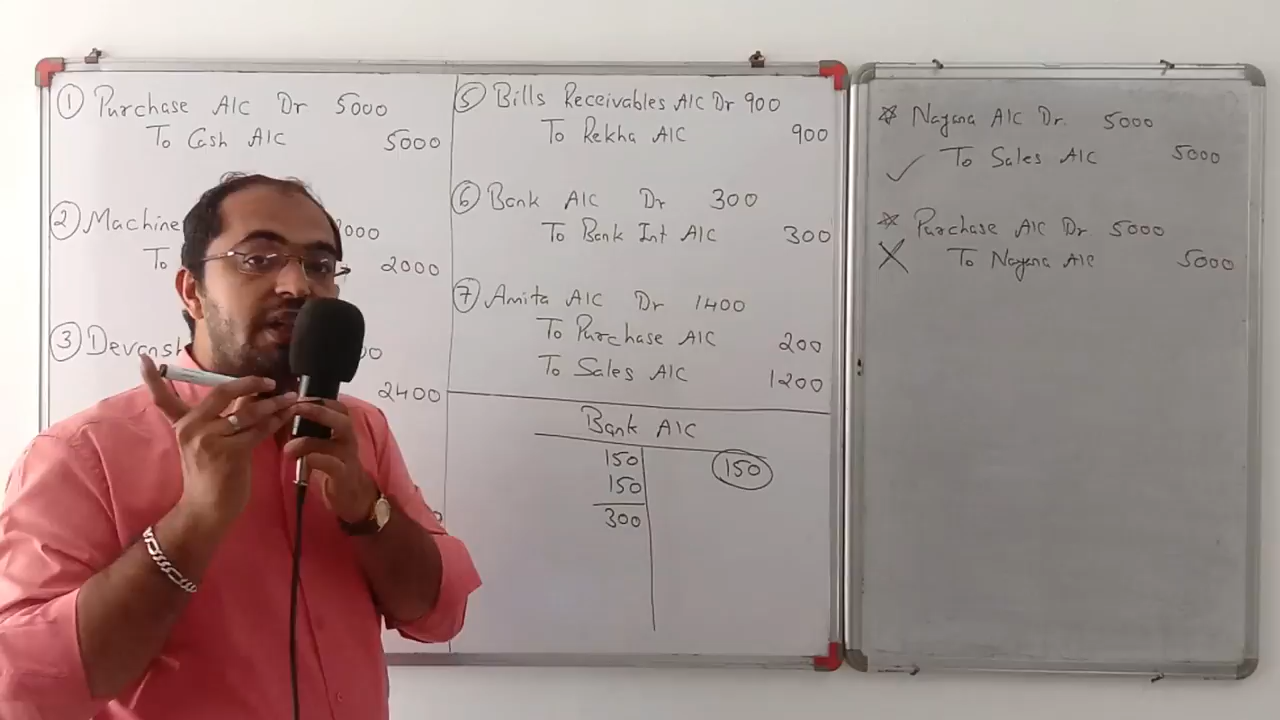 ① Purchase A/C Dr 5000
To Cash A/C 5000
② Machine 2000
To 2000
③ Devansh
2400
⑤ Bills Receivables A/C Dr 900
To Rekha A/C 900
⑥ Bank A/C Dr 300
To Bank Int A/C 300
⑦ Amita A/C Dr 1400
To Purchase A/C 200
To Sales A/C 1200
Bank A/C
150 150
150
300
Nayana A/C Dr. 5000
✓ To Sales A/C 5000
Purchase A/C Dr 5000
X To Nayana A/C 5000